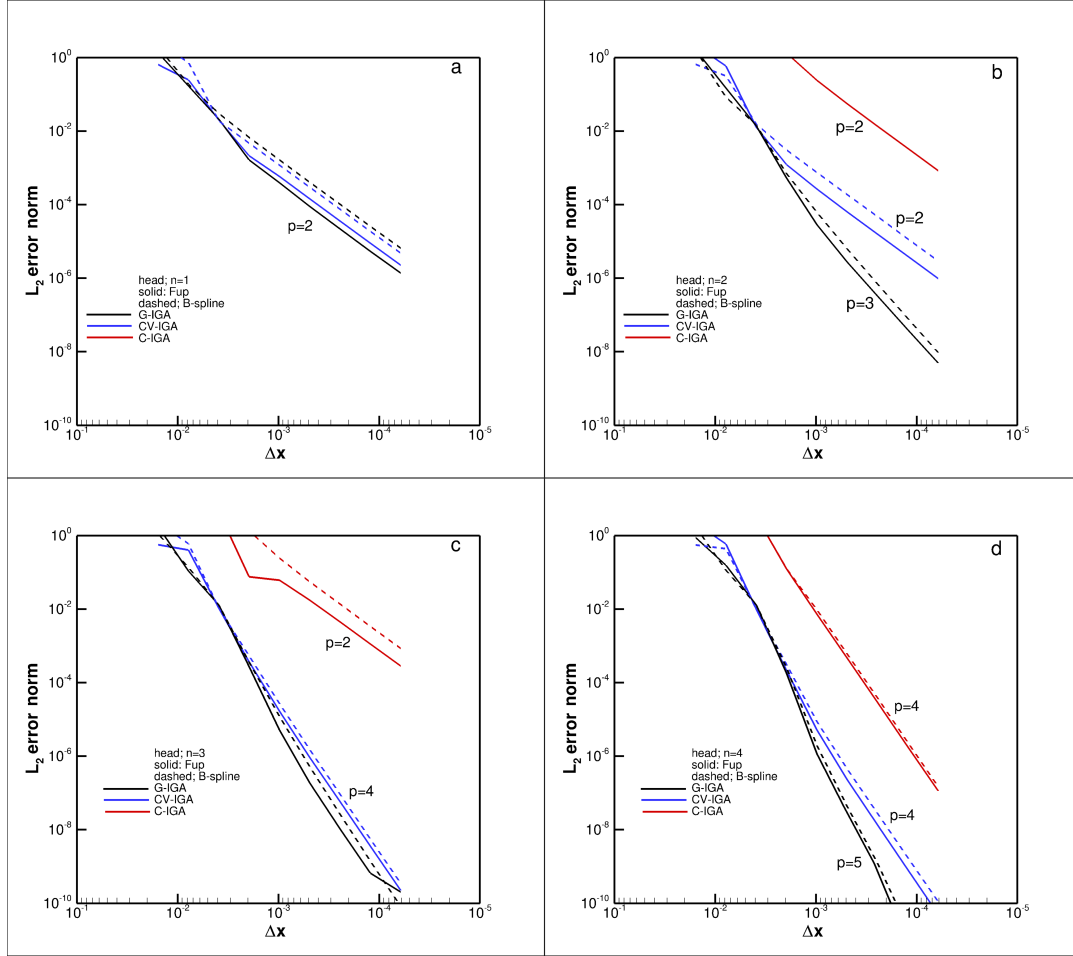 a
10^0
10^-2
10^-4
10^-6
10^-8
10^-10
L_2 error norm
p=2
head; n=1
solid: Fup
dashed; B-spline
G-IGA
CV-IGA
C-IGA
10^-1
10^-2
10^-3
10^-4
10^-5
Δx
b
10^0
10^-2
10^-4
10^-6
10^-8
10^-10
L_2 error norm
p=2
p=2
p=3
head; n=2
solid: Fup
dashed; B-spline
G-IGA
CV-IGA
C-IGA
10^-1
10^-2
10^-3
10^-4
10^-5
Δx
c
10^0
10^-2
10^-4
10^-6
10^-8
10^-10
L_2 error norm
p=2
p=4
head; n=3
solid: Fup
dashed; B-spline
G-IGA
CV-IGA
C-IGA
10^-1
10^-2
10^-3
10^-4
10^-5
Δx
d
10^0
10^-2
10^-4
10^-6
10^-8
10^-10
L_2 error norm
p=4
p=4
p=5
head; n=4
solid: Fup
dashed; B-spline
G-IGA
CV-IGA
C-IGA
10^-1
10^-2
10^-3
10^-4
10^-5
Δx